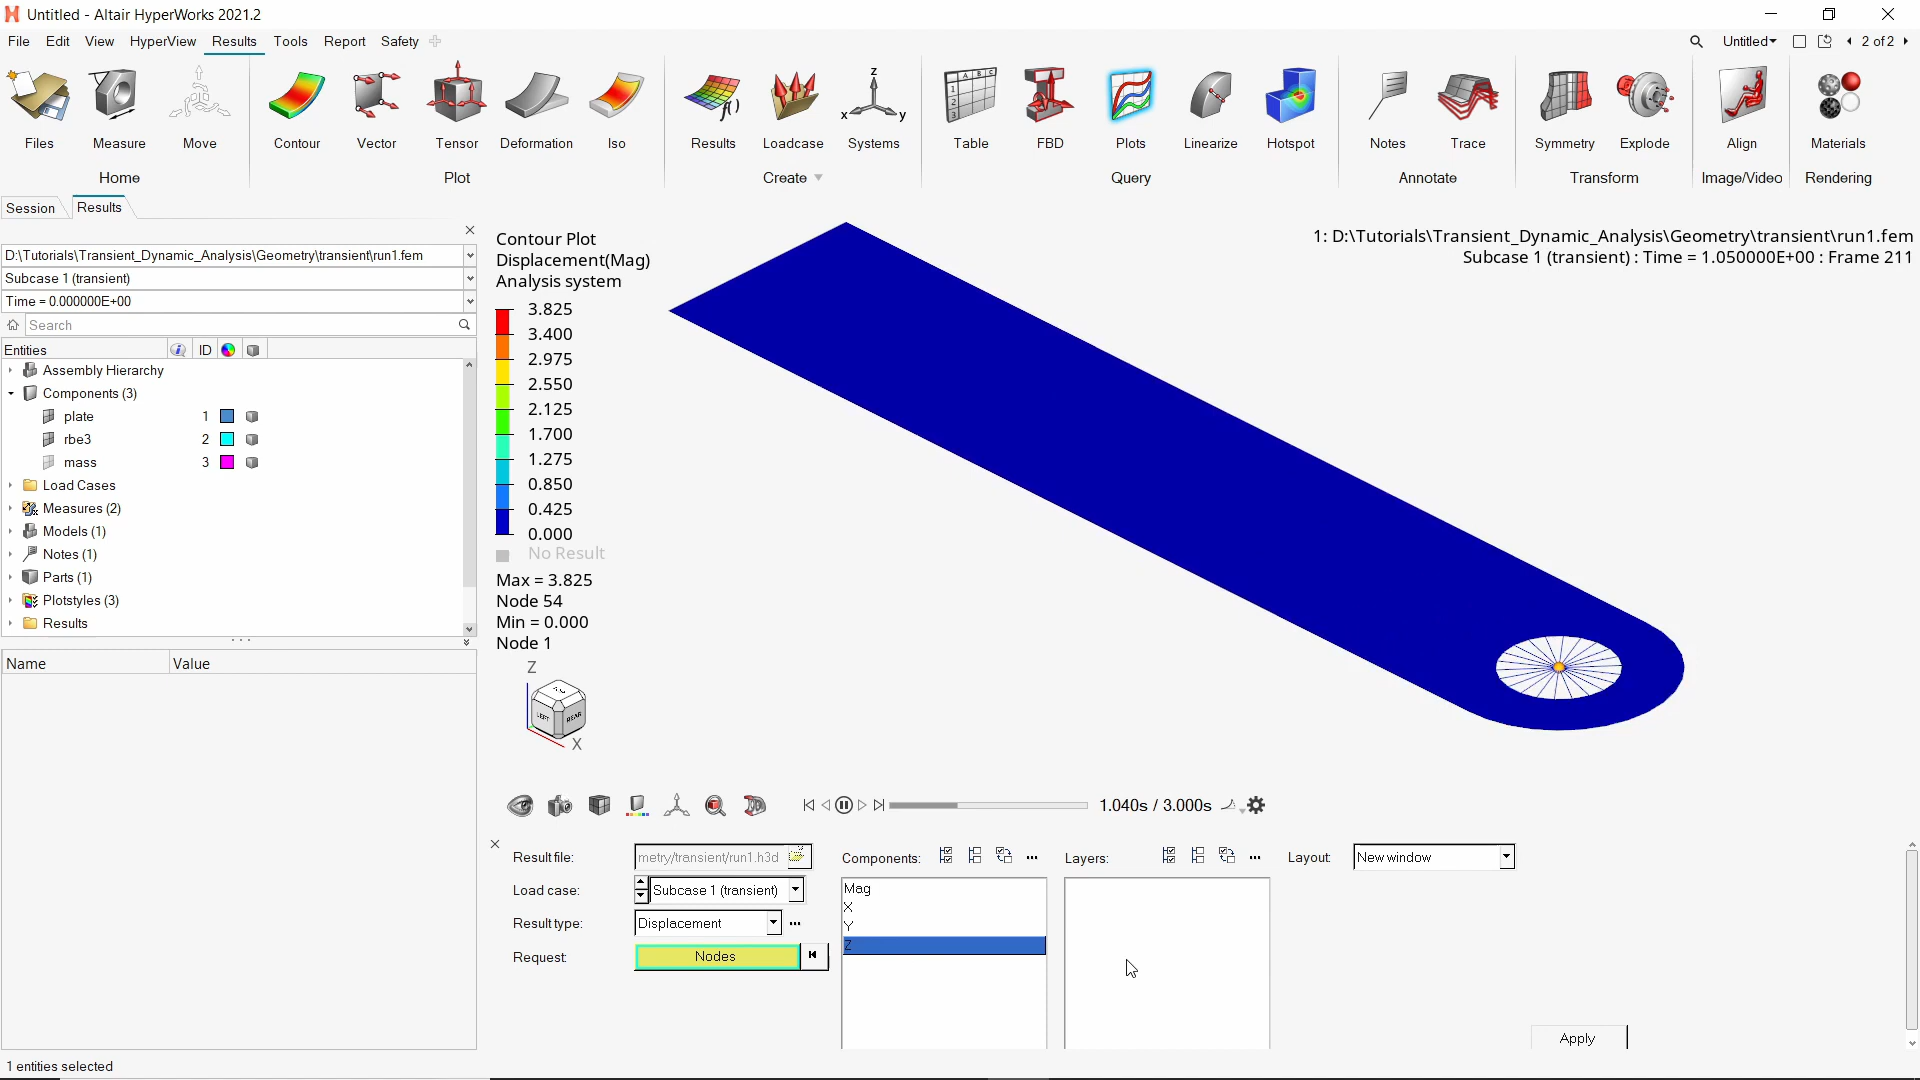 Untitled - Altair HyperWorks 2021.2
File Edit View HyperView Results Tools Report Safety
Untitled 2 of 2
Files Measure Move Contour Vector Tensor Deformation Iso Results Loadcase Systems Table FBD Plots Linearize Hotspot Notes Trace Symmetry Explode Align Materials
Home Plot Create Query Annotate Transform Image/Video Rendering
Session Results
D:\Tutorials\Transient_Dynamic_Analysis\Geometry\transient\run1.fem
Subcase 1 (transient)
Time = 0.000000E+00
Search
Entities ID
Assembly Hierarchy
Components (3)
plate 1
rbe3 2
mass 3
Load Cases
Measures (2)
Models (1)
Notes (1)
Parts (1)
Plotstyles (3)
Results
Name Value
1 entities selected
Contour Plot
Displacement(Mag)
Analysis system
3.825
3.400
2.975
2.550
2.125
1.700
1.275
0.850
0.425
0.000
No Result
Max = 3.825
Node 54
Min = 0.000
Node 1
Z
LEFT REAR
X
1: D:\Tutorials\Transient_Dynamic_Analysis\Geometry\transient\run1.fem
Subcase 1 (transient) : Time = 1.050000E+00 : Frame 211
1.040s / 3.000s
Result file: metry/transient/run1.h3d
Load case: Subcase 1 (transient)
Result type: Displacement
Request: Nodes
Components:
Mag
X
Y
Z
Layers:
Layout: New window
Apply